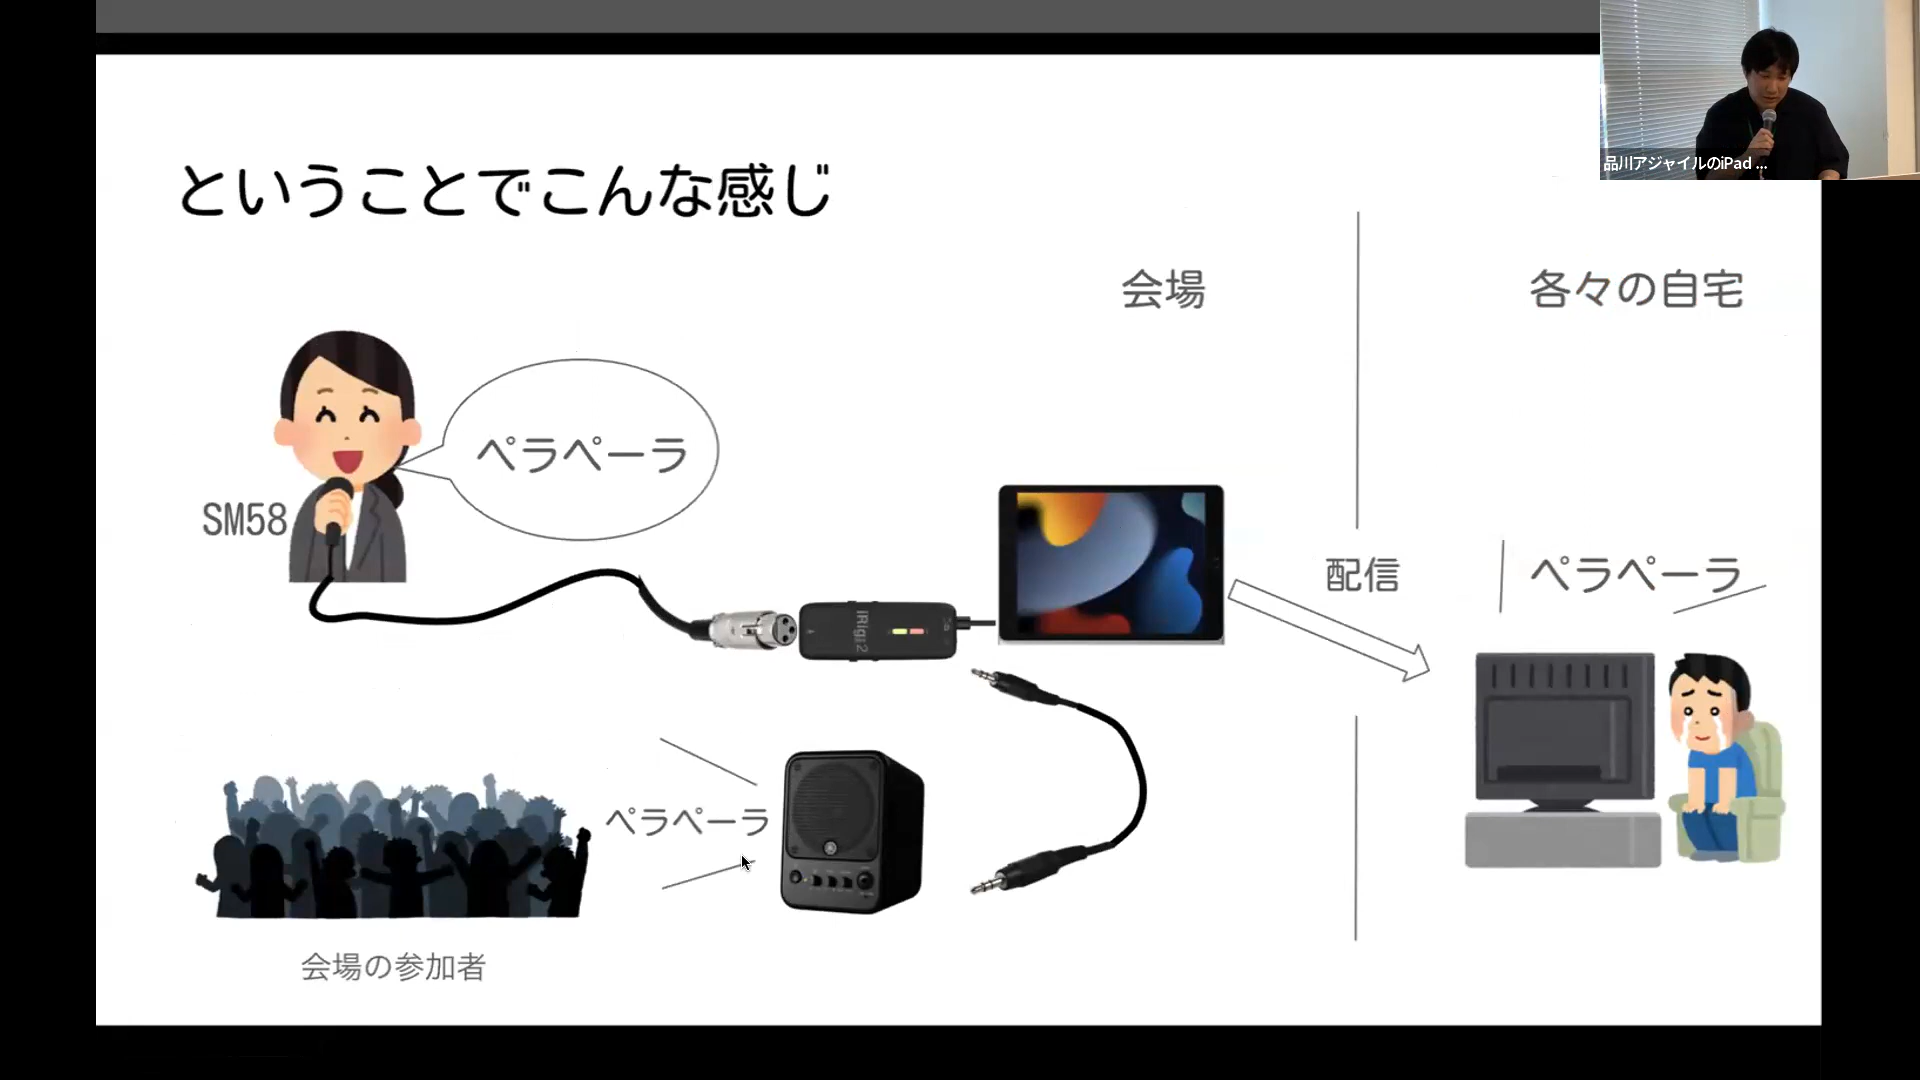 品川アジャイルのiPad ...
ということでこんな感じ
会場
各々の自宅
ペラペーラ
SM58
配信
ペラペーラ
iRig
2
ペラペーラ
会場の参加者